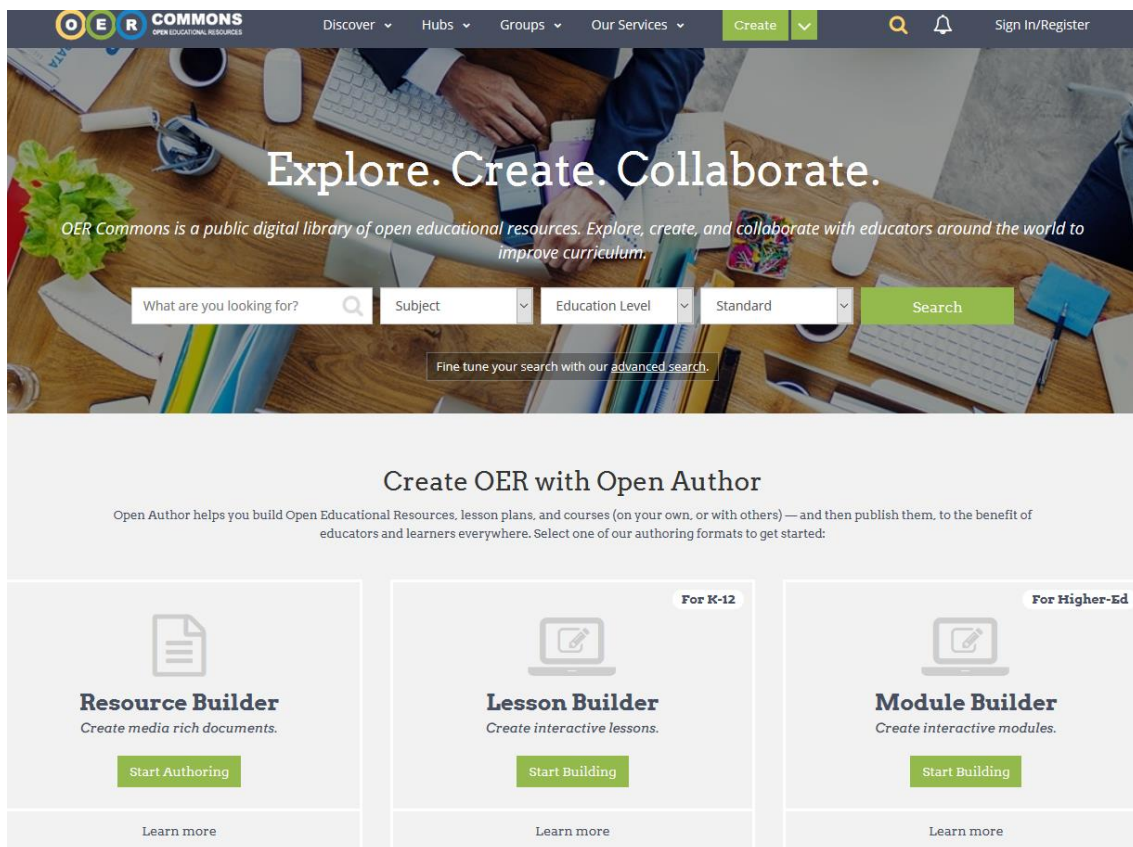 OER COMMONS
OPEN EDUCATIONAL RESOURCES
Discover Hubs Groups Our Services Create Sign In/Register
Explore. Create. Collaborate.
OER Commons is a public digital library of open educational resources. Explore, create, and collaborate with educators around the world to
improve curriculum.
What are you looking for? Subject Education Level Standard Search
Fine tune your search with our advanced search.
Create OER with Open Author
Open Author helps you build Open Educational Resources, lesson plans, and courses (on your own, or with others) — and then publish them, to the benefit of
educators and learners everywhere. Select one of our authoring formats to get started:
For K-12 For Higher-Ed
Resource Builder Lesson Builder Module Builder
Create media rich documents. Create interactive lessons. Create interactive modules.
Start Authoring Start Building Start Building
Learn more Learn more Learn more